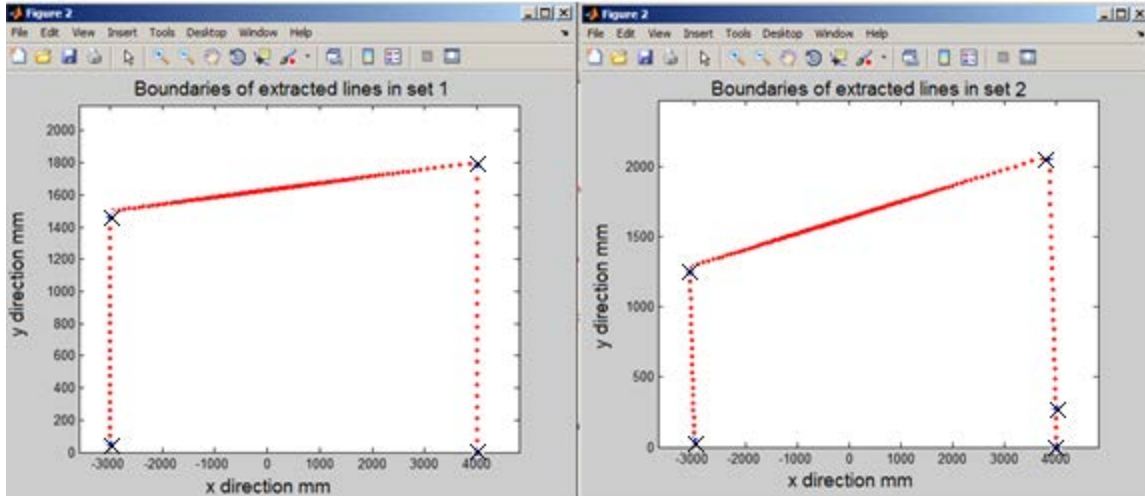 Figure 2
File Edit View Insert Tools Desktop Window Help
Boundaries of extracted lines in set 1
2000
1800
1600
1400
1200
1000
800
600
400
200
0
y direction mm
-3000 -2000 -1000 0 1000 2000 3000 4000
x direction mm
Figure 2
File Edit View Insert Tools Desktop Window Help
Boundaries of extracted lines in set 2
2000
1500
1000
500
0
y direction mm
-3000 -2000 -1000 0 1000 2000 3000 4000
x direction mm